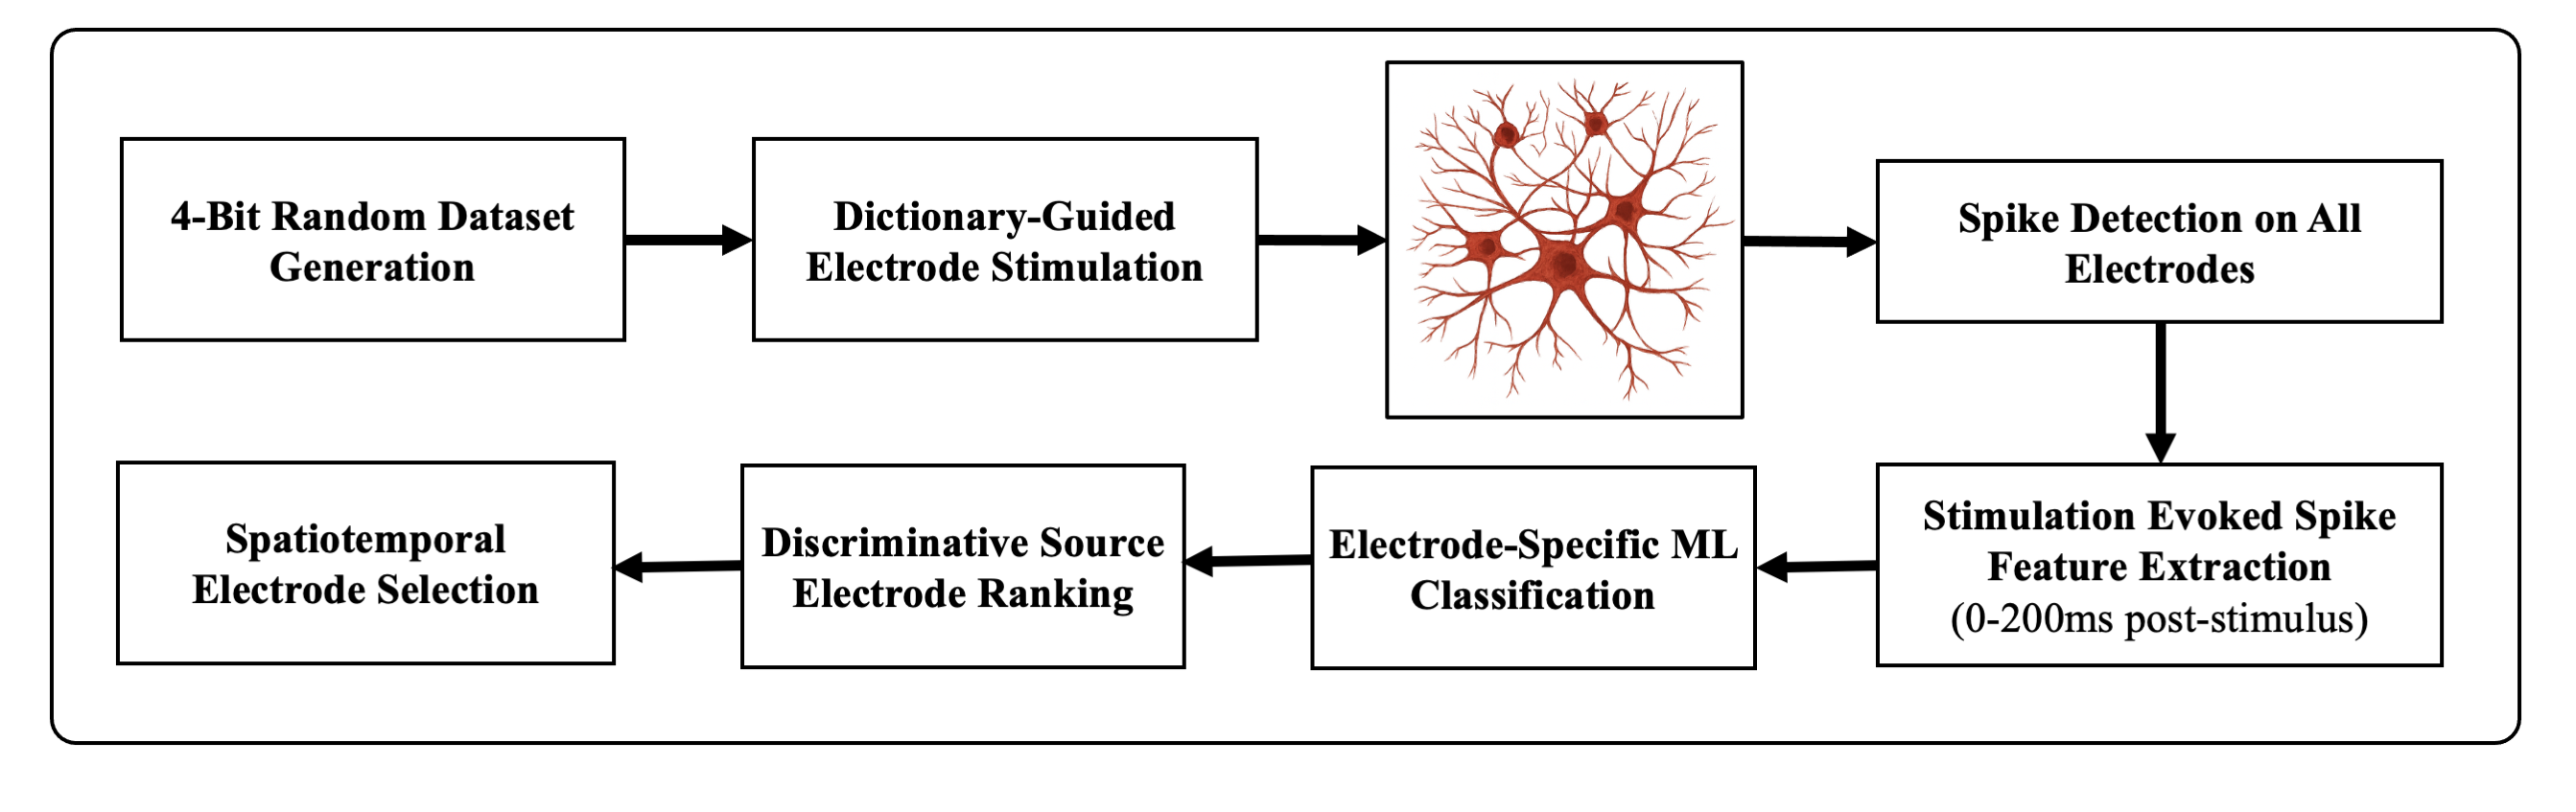 4-Bit Random Dataset
Generation
Dictionary-Guided
Electrode Stimulation
Spike Detection on All
Electrodes
Stimulation Evoked Spike
Feature Extraction
(0-200ms post-stimulus)
Electrode-Specific ML
Classification
Discriminative Source
Electrode Ranking
Spatiotemporal
Electrode Selection